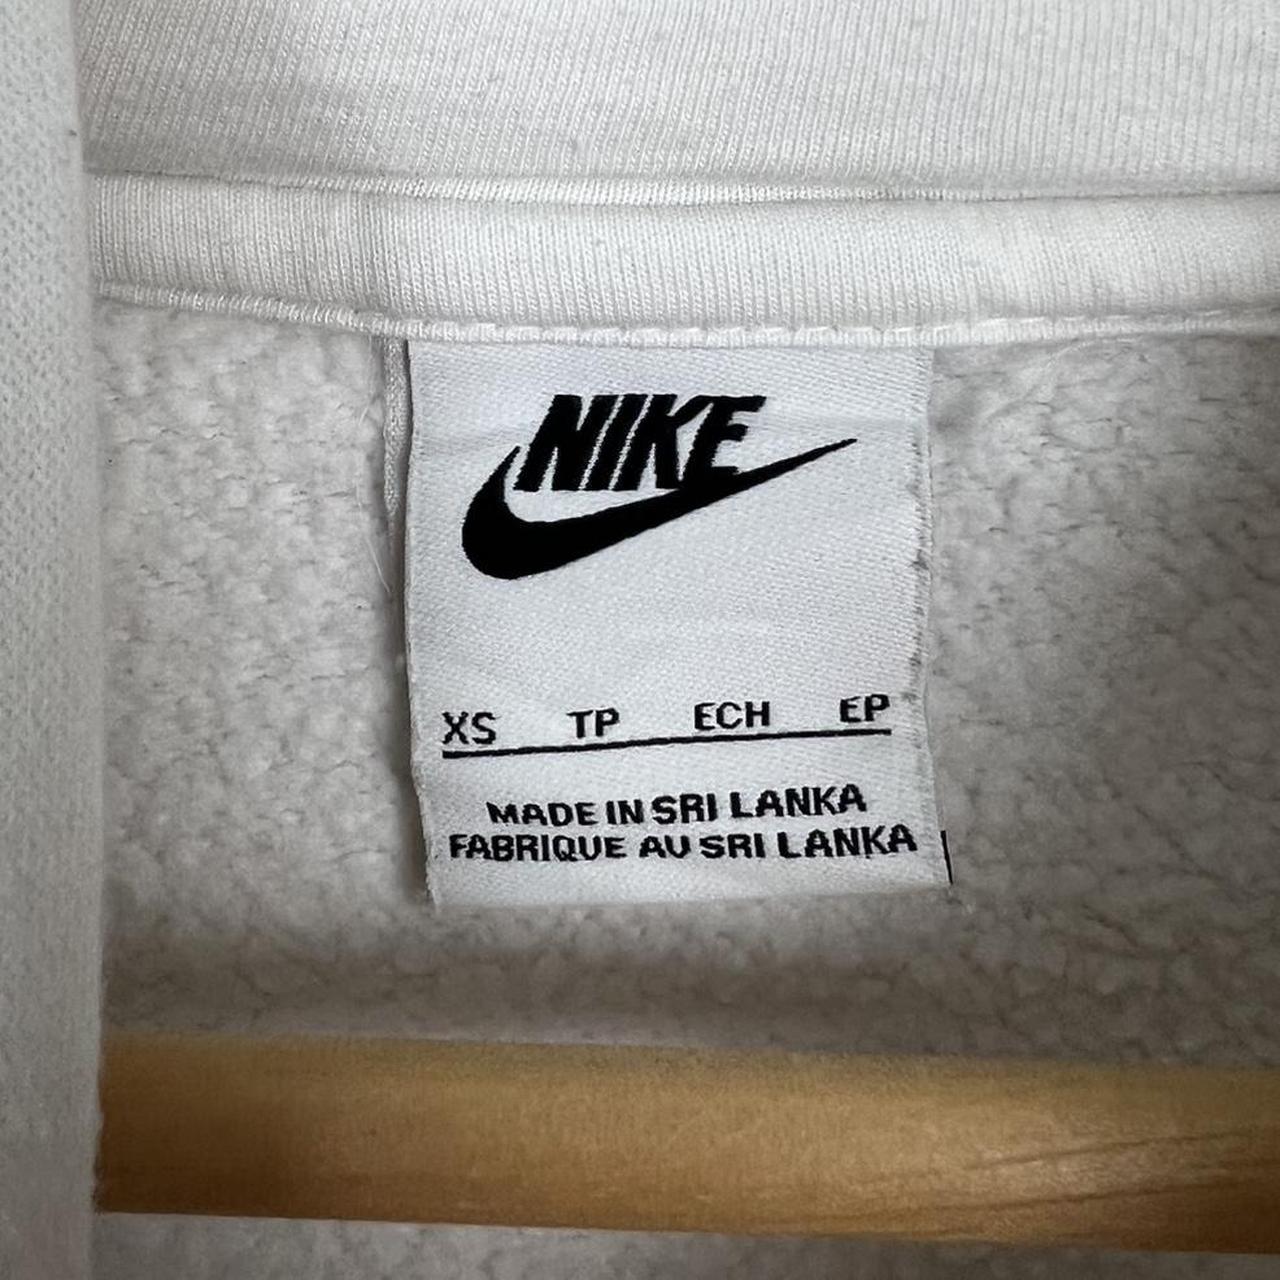 NIKE
XS TP ECH EP
MADE IN SRI LANKA
FABRIQUE AU SRI LANKA